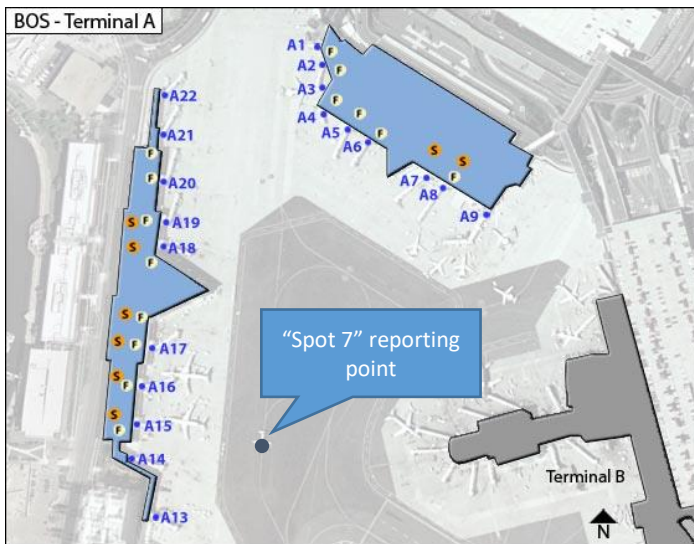 BOS - Terminal A
A1
F
A2
F
A3
F
A4
F
A5
F
A6
S
S
F
A7
A8
A9
A22
A21
F
F
A20
S
F
A19
S
A18
F
S
F
S
F
A17
S
F
A16
S
A15
F
A14
A13
“Spot 7” reporting
point
Terminal B
N